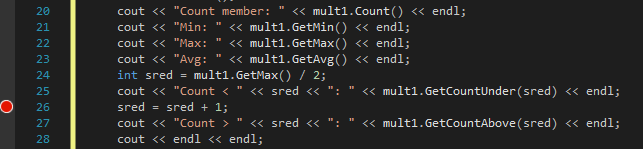 20 cout << "Count member: " << mult1.Count() << endl;
21 cout << "Min: " << mult1.GetMin() << endl;
22 cout << "Max: " << mult1.GetMax() << endl;
23 cout << "Avg: " << mult1.GetAvg() << endl;
24 int sred = mult1.GetMax() / 2;
25 cout << "Count < " << sred << ": " << mult1.GetCountUnder(sred) << endl;
26 sred = sred + 1;
27 cout << "Count > " << sred << ": " << mult1.GetCountAbove(sred) << endl;
28 cout << endl << endl;